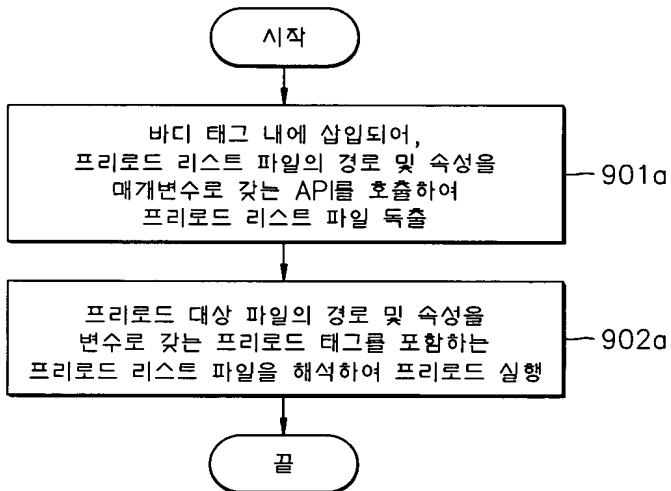 시작
바디 태그 내에 삽입되어,
프리로드 리스트 파일의 경로 및 속성을
매개변수로 갖는 API를 호출하여
프리로드 리스트 파일 독출
901a
프리로드 대상 파일의 경로 및 속성을
변수로 갖는 프리로드 태그를 포함하는
프리로드 리스트 파일을 해석하여 프리로드 실행
902a
끝